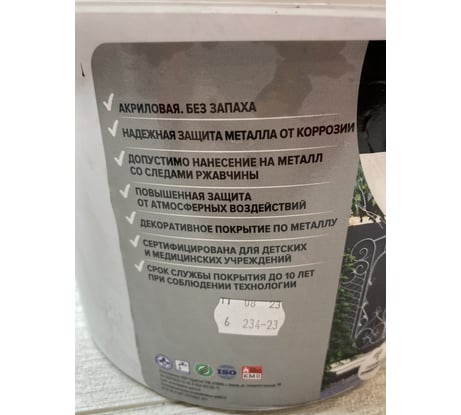 АКРИЛОВАЯ. БЕЗ ЗАПАХА
НАДЕЖНАЯ ЗАЩИТА МЕТАЛЛА ОТ КОРРОЗИИ
ДОПУСТИМО НАНЕСЕНИЕ НА МЕТАЛЛ
СО СЛЕДАМИ РЖАВЧИНЫ
ПОВЫШЕННАЯ ЗАЩИТА
ОТ АТМОСФЕРНЫХ ВОЗДЕЙСТВИЙ
ДЕКОРАТИВНОЕ ПОКРЫТИЕ ПО МЕТАЛЛУ
СЕРТИФИЦИРОВАНА ДЛЯ ДЕТСКИХ
И МЕДИЦИНСКИХ УЧРЕЖДЕНИЙ
СРОК СЛУЖБЫ ПОКРЫТИЯ ДО 10 ЛЕТ
ПРИ СОБЛЮДЕНИИ ТЕХНОЛОГИИ
11 08 23
6 234-23
ISO
КМ0